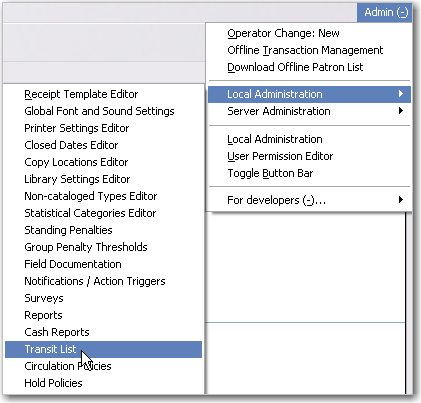 Admin (-)
Operator Change: New
Offline Transaction Management
Download Offline Patron List
Local Administration
Server Administration
Local Administration
User Permission Editor
Toggle Button Bar
For developers (-)...
Receipt Template Editor
Global Font and Sound Settings
Printer Settings Editor
Closed Dates Editor
Copy Locations Editor
Library Settings Editor
Non-cataloged Types Editor
Statistical Categories Editor
Standing Penalties
Group Penalty Thresholds
Field Documentation
Notifications / Action Triggers
Surveys
Reports
Cash Reports
Transit List
Circulation Policies
Hold Policies